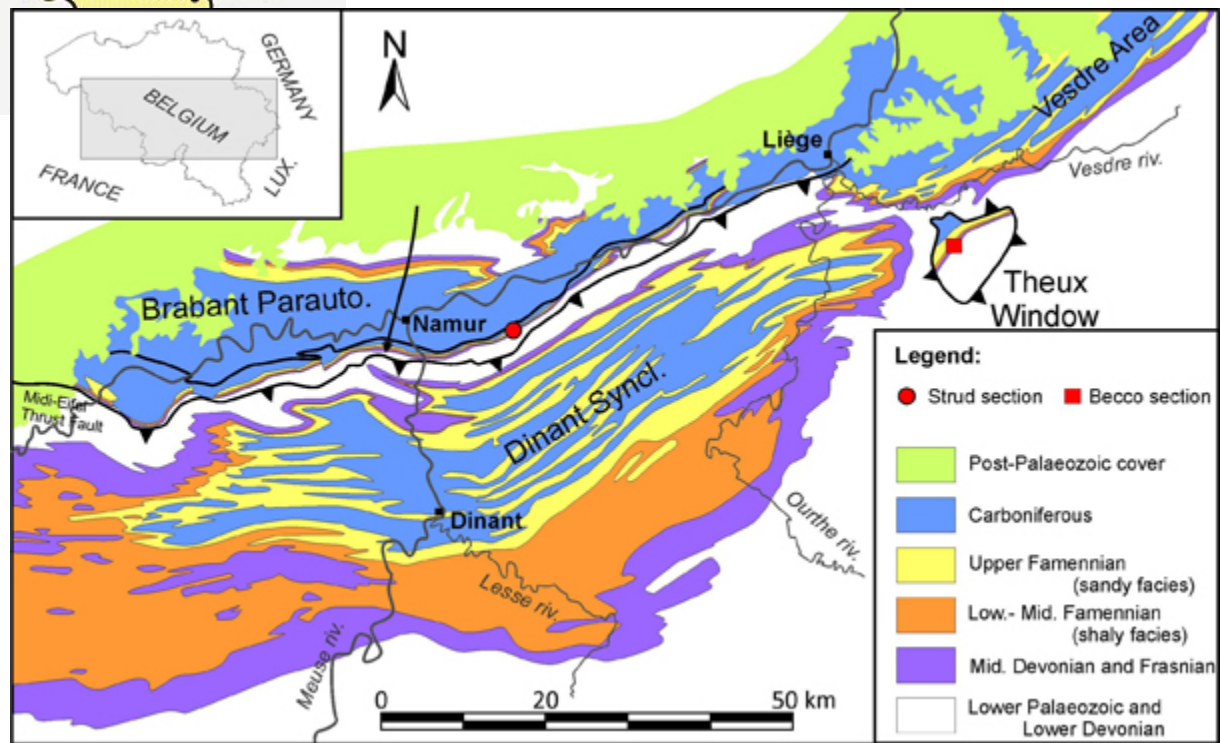 GERMANY
BELGIUM
FRANCE
LUX.
N
Vesdre Area
Liège
Vesdre riv.
Brabant Parauto.
Namur
Theux
Window
Midi-Eifel
Thrust Fault
Dinant Syncl.
Dinant
Ourthe riv.
Lesse riv.
Meuse riv.
0 20 50 km
Legend:
Strud section
Becco section
Post-Palaeozoic cover
Carboniferous
Upper Famennian
(sandy facies)
Low.- Mid. Famennian
(shaly facies)
Mid. Devonian and Frasnian
Lower Palaeozoic and
Lower Devonian